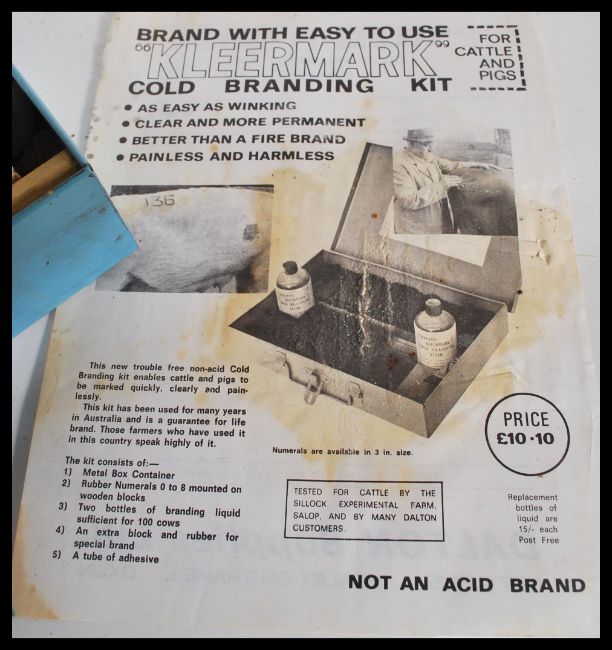 BRAND WITH EASY TO USE
"KLEERMARK"
COLD BRANDING KIT
FOR
CATTLE
AND
PIGS
• AS EASY AS WINKING
• CLEAR AND MORE PERMANENT
• BETTER THAN A FIRE BRAND
• PAINLESS AND HARMLESS
136
This new trouble free non-acid Cold
Branding kit enables cattle and pigs to
be marked quickly, clearly and pain-
lessly.
This kit has been used for many years
in Australia and is a guarantee for life
brand. Those farmers who have used it
in this country speak highly of it.
The kit consists of:—
1) Metal Box Container
2) Rubber Numerals 0 to 8 mounted on
wooden blocks
3) Two bottles of branding liquid
sufficient for 100 cows
4) An extra block and rubber for
special brand
5) A tube of adhesive
Numerals are available in 3 in. size.
PRICE
£10·10
TESTED FOR CATTLE BY THE
SILLOCK EXPERIMENTAL FARM,
SALOP, AND BY MANY DALTON
CUSTOMERS.
Replacement
bottles of
liquid are
15/- each
Post Free
NOT AN ACID BRAND